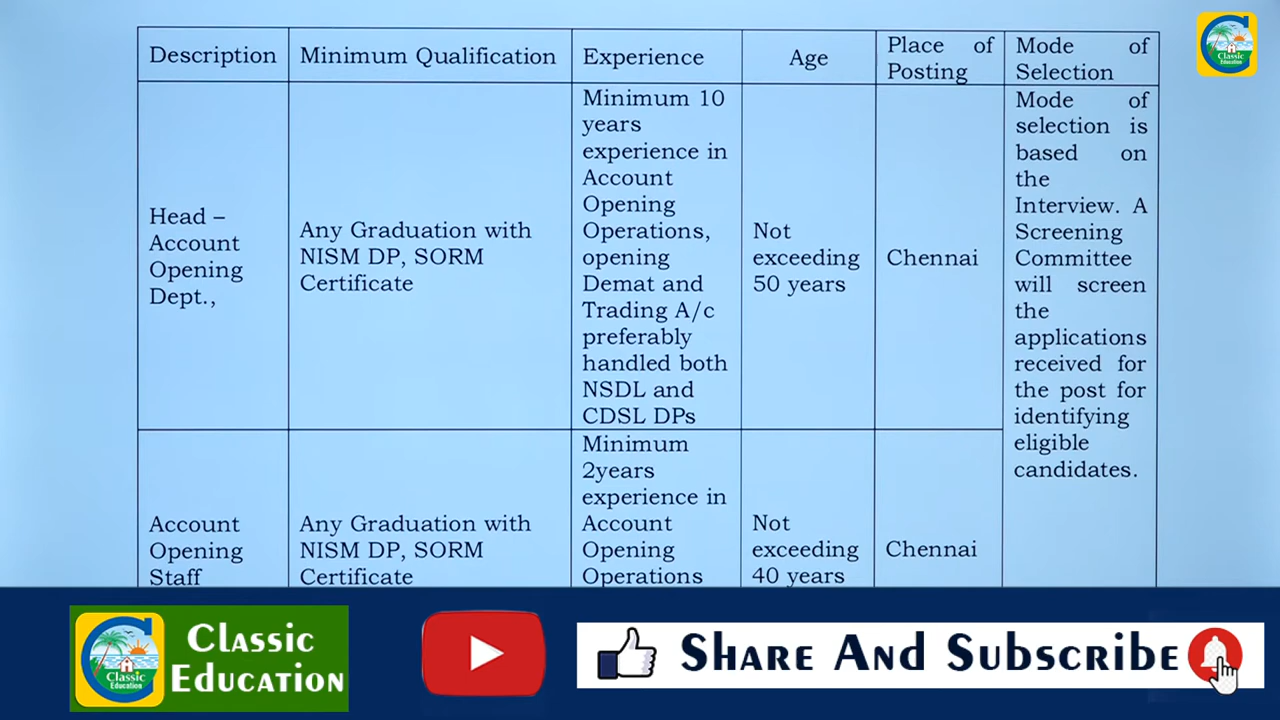 Description
Minimum Qualification
Experience
Age
Place of
Posting
Mode of
Selection
Head –
Account
Opening
Dept.,
Any Graduation with
NISM DP, SORM
Certificate
Minimum 10
years
experience in
Account
Opening
Operations,
opening
Demat and
Trading A/c
preferably
handled both
NSDL and
CDSL DPs
Not
exceeding
50 years
Chennai
Mode of
selection is
based on
the
Interview. A
Screening
Committee
will screen
the
applications
received for
the post for
identifying
eligible
candidates.
Account
Opening
Staff
Any Graduation with
NISM DP, SORM
Certificate
Minimum
2years
experience in
Account
Opening
Operations
Not
exceeding
40 years
Chennai
Classic
Education
Classic
Education
Classic
Education
Share And Subscribe